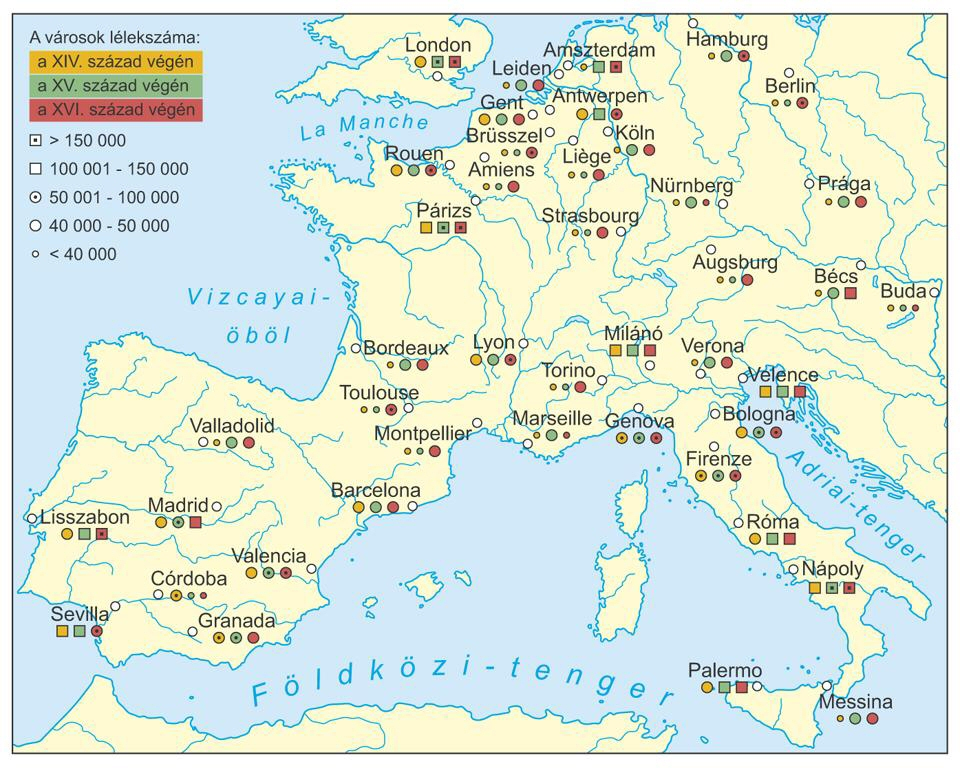 A városok lélekszáma:
a XIV. század végén
a XV. század végén
a XVI. század végén
> 150 000
100 001 - 150 000
50 001 - 100 000
40 000 - 50 000
< 40 000
London
Amszterdam
Hamburg
Leiden
Berlin
Gent
Antwerpen
La Manche
Brüsszel
Köln
Rouen
Liège
Amiens
Nürnberg
Prága
Párizs
Strasbourg
Augsburg
Bécs
Buda
Vizcayai-
öböl
Bordeaux
Lyon
Milánó
Verona
Torino
Velence
Toulouse
Valladolid
Montpellier
Marseille
Genova
Bologna
Firenze
Adriai-tenger
Barcelona
Madrid
Lisszabon
Róma
Valencia
Nápoly
Córdoba
Sevilla
Granada
Földközi-tenger
Palermo
Messina